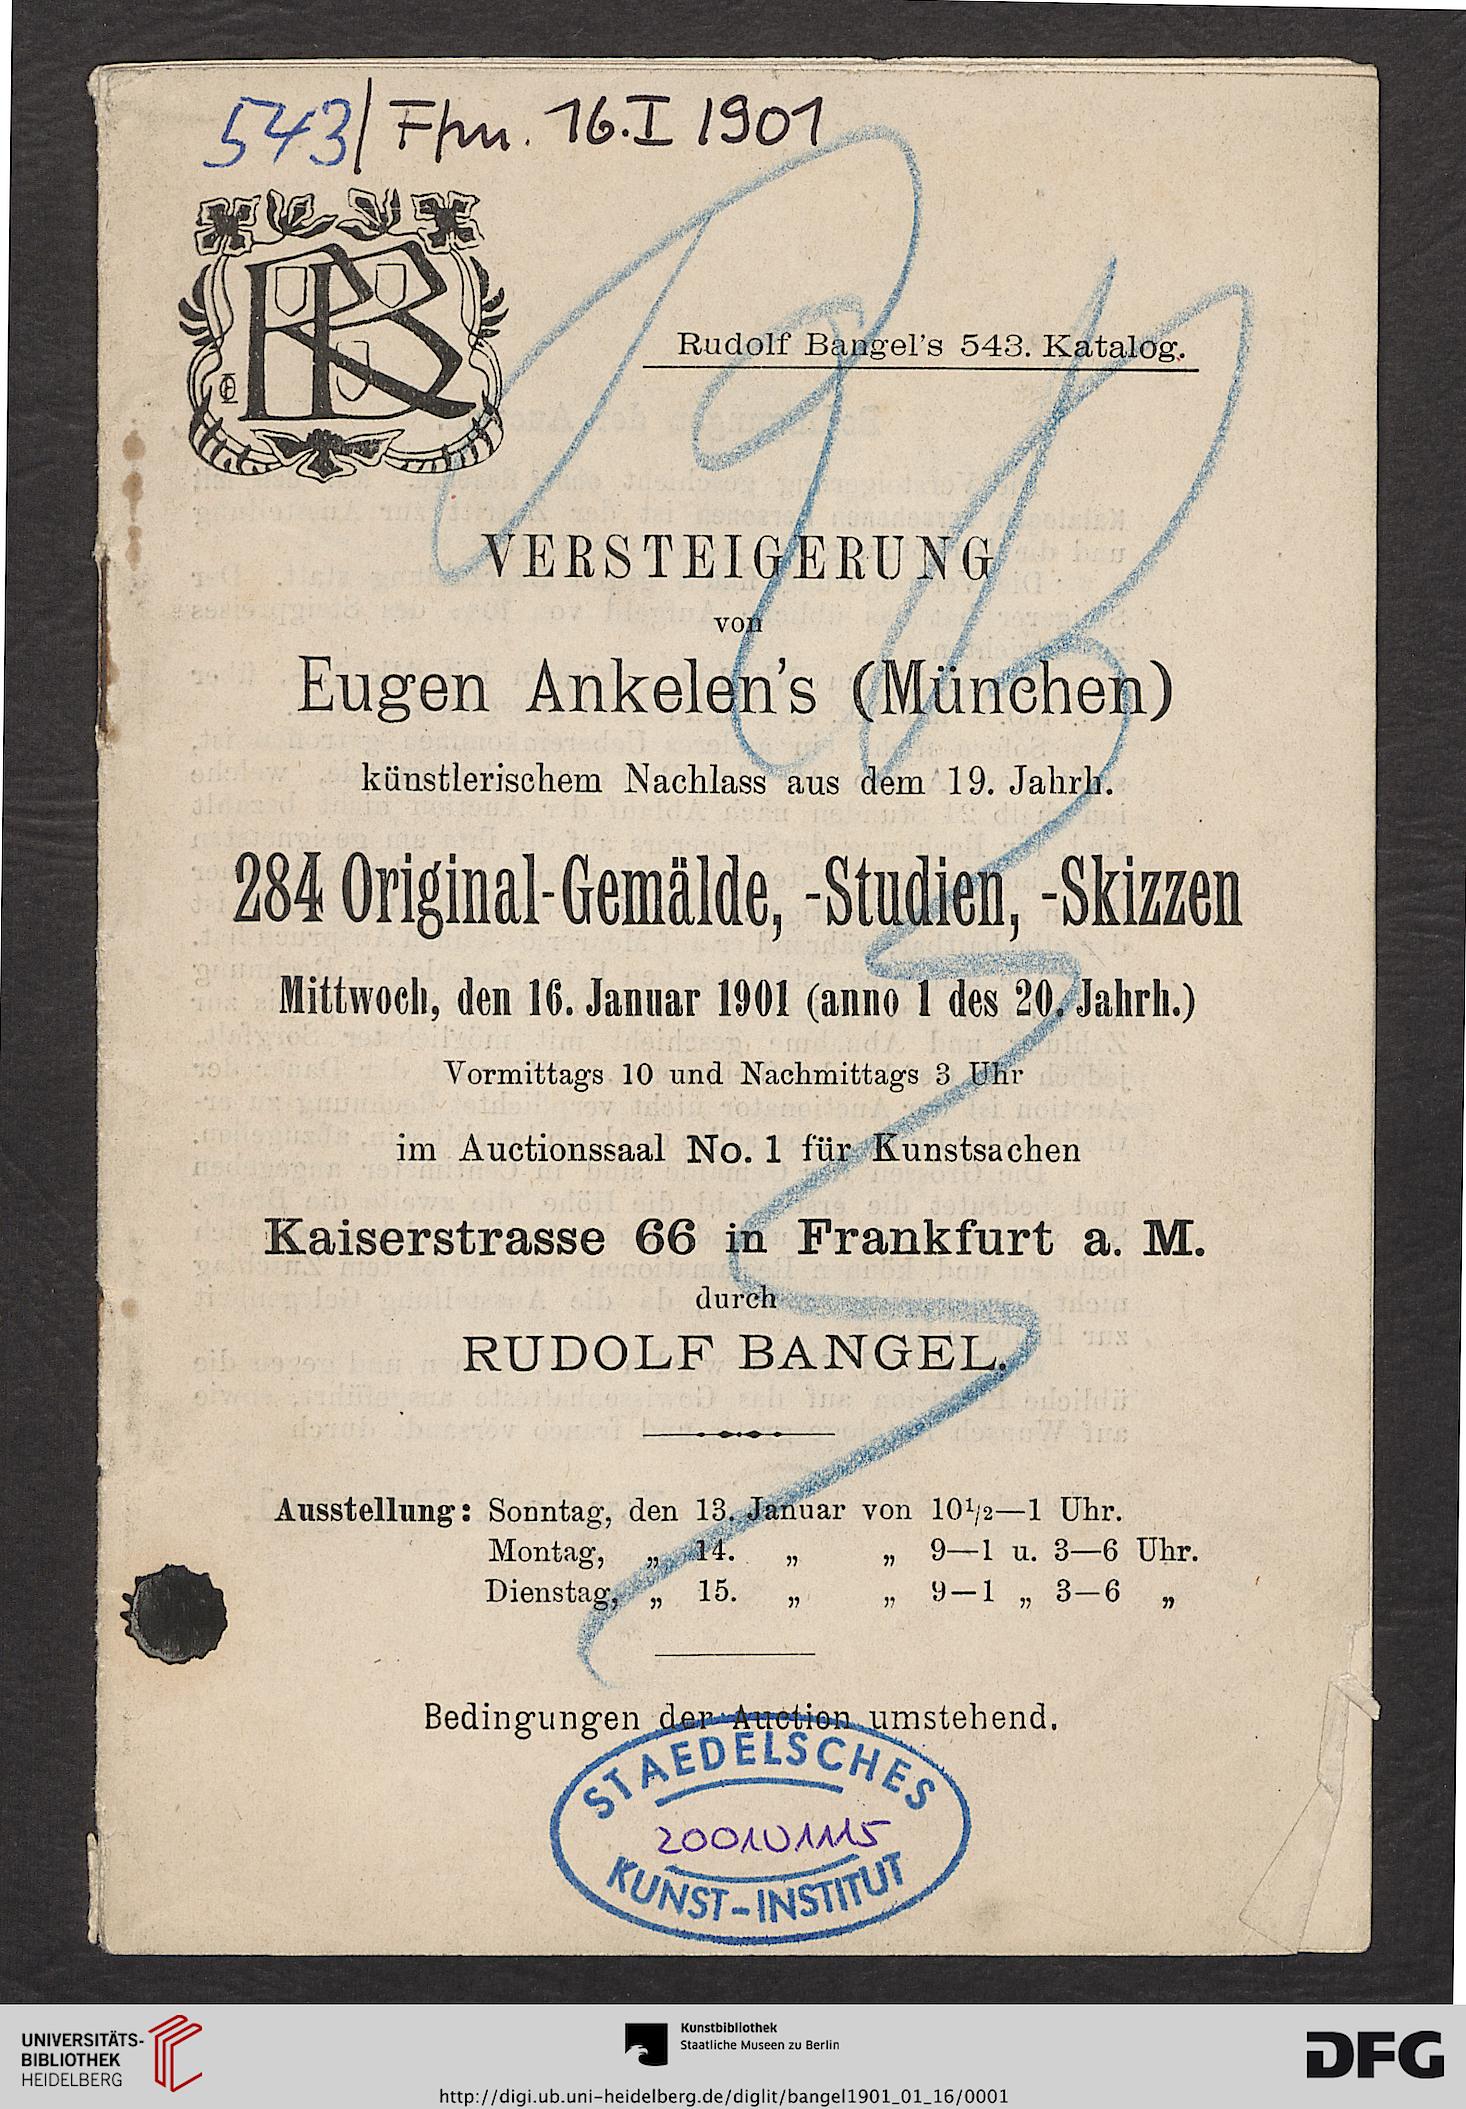 543/ Ffm. 16.I 1901
RB
Rudolf Bangel's 543. Katalog.
VERSTEIGERUNG
von
Eugen Ankelen's (München)
künstlerischem Nachlass aus dem 19. Jahrh.
284 Original-Gemälde, -Studien, -Skizzen
Mittwoch, den 16. Januar 1901 (anno 1 des 20. Jahrh.)
Vormittags 10 und Nachmittags 3 Uhr
im Auctionssaal No. 1 für Kunstsachen
Kaiserstrasse 66 in Frankfurt a. M.
durch
RUDOLF BANGEL.
Ausstellung: Sonntag, den 13. Januar von 10½—1 Uhr.
Montag, „ 14. „ „ 9—1 u. 3—6 Uhr.
Dienstag, „ 15. „ „ 9—1 „ 3—6 „
Bedingungen der Auction umstehend.
STAEDELSCHES
200101115
KUNST-INSTITUT
UNIVERSITÄTS-
BIBLIOTHEK
HEIDELBERG
Kunstbibliothek
Staatliche Museen zu Berlin
DFG
http://digi.ub.uni-heidelberg.de/diglit/bangel1901_01_16/0001